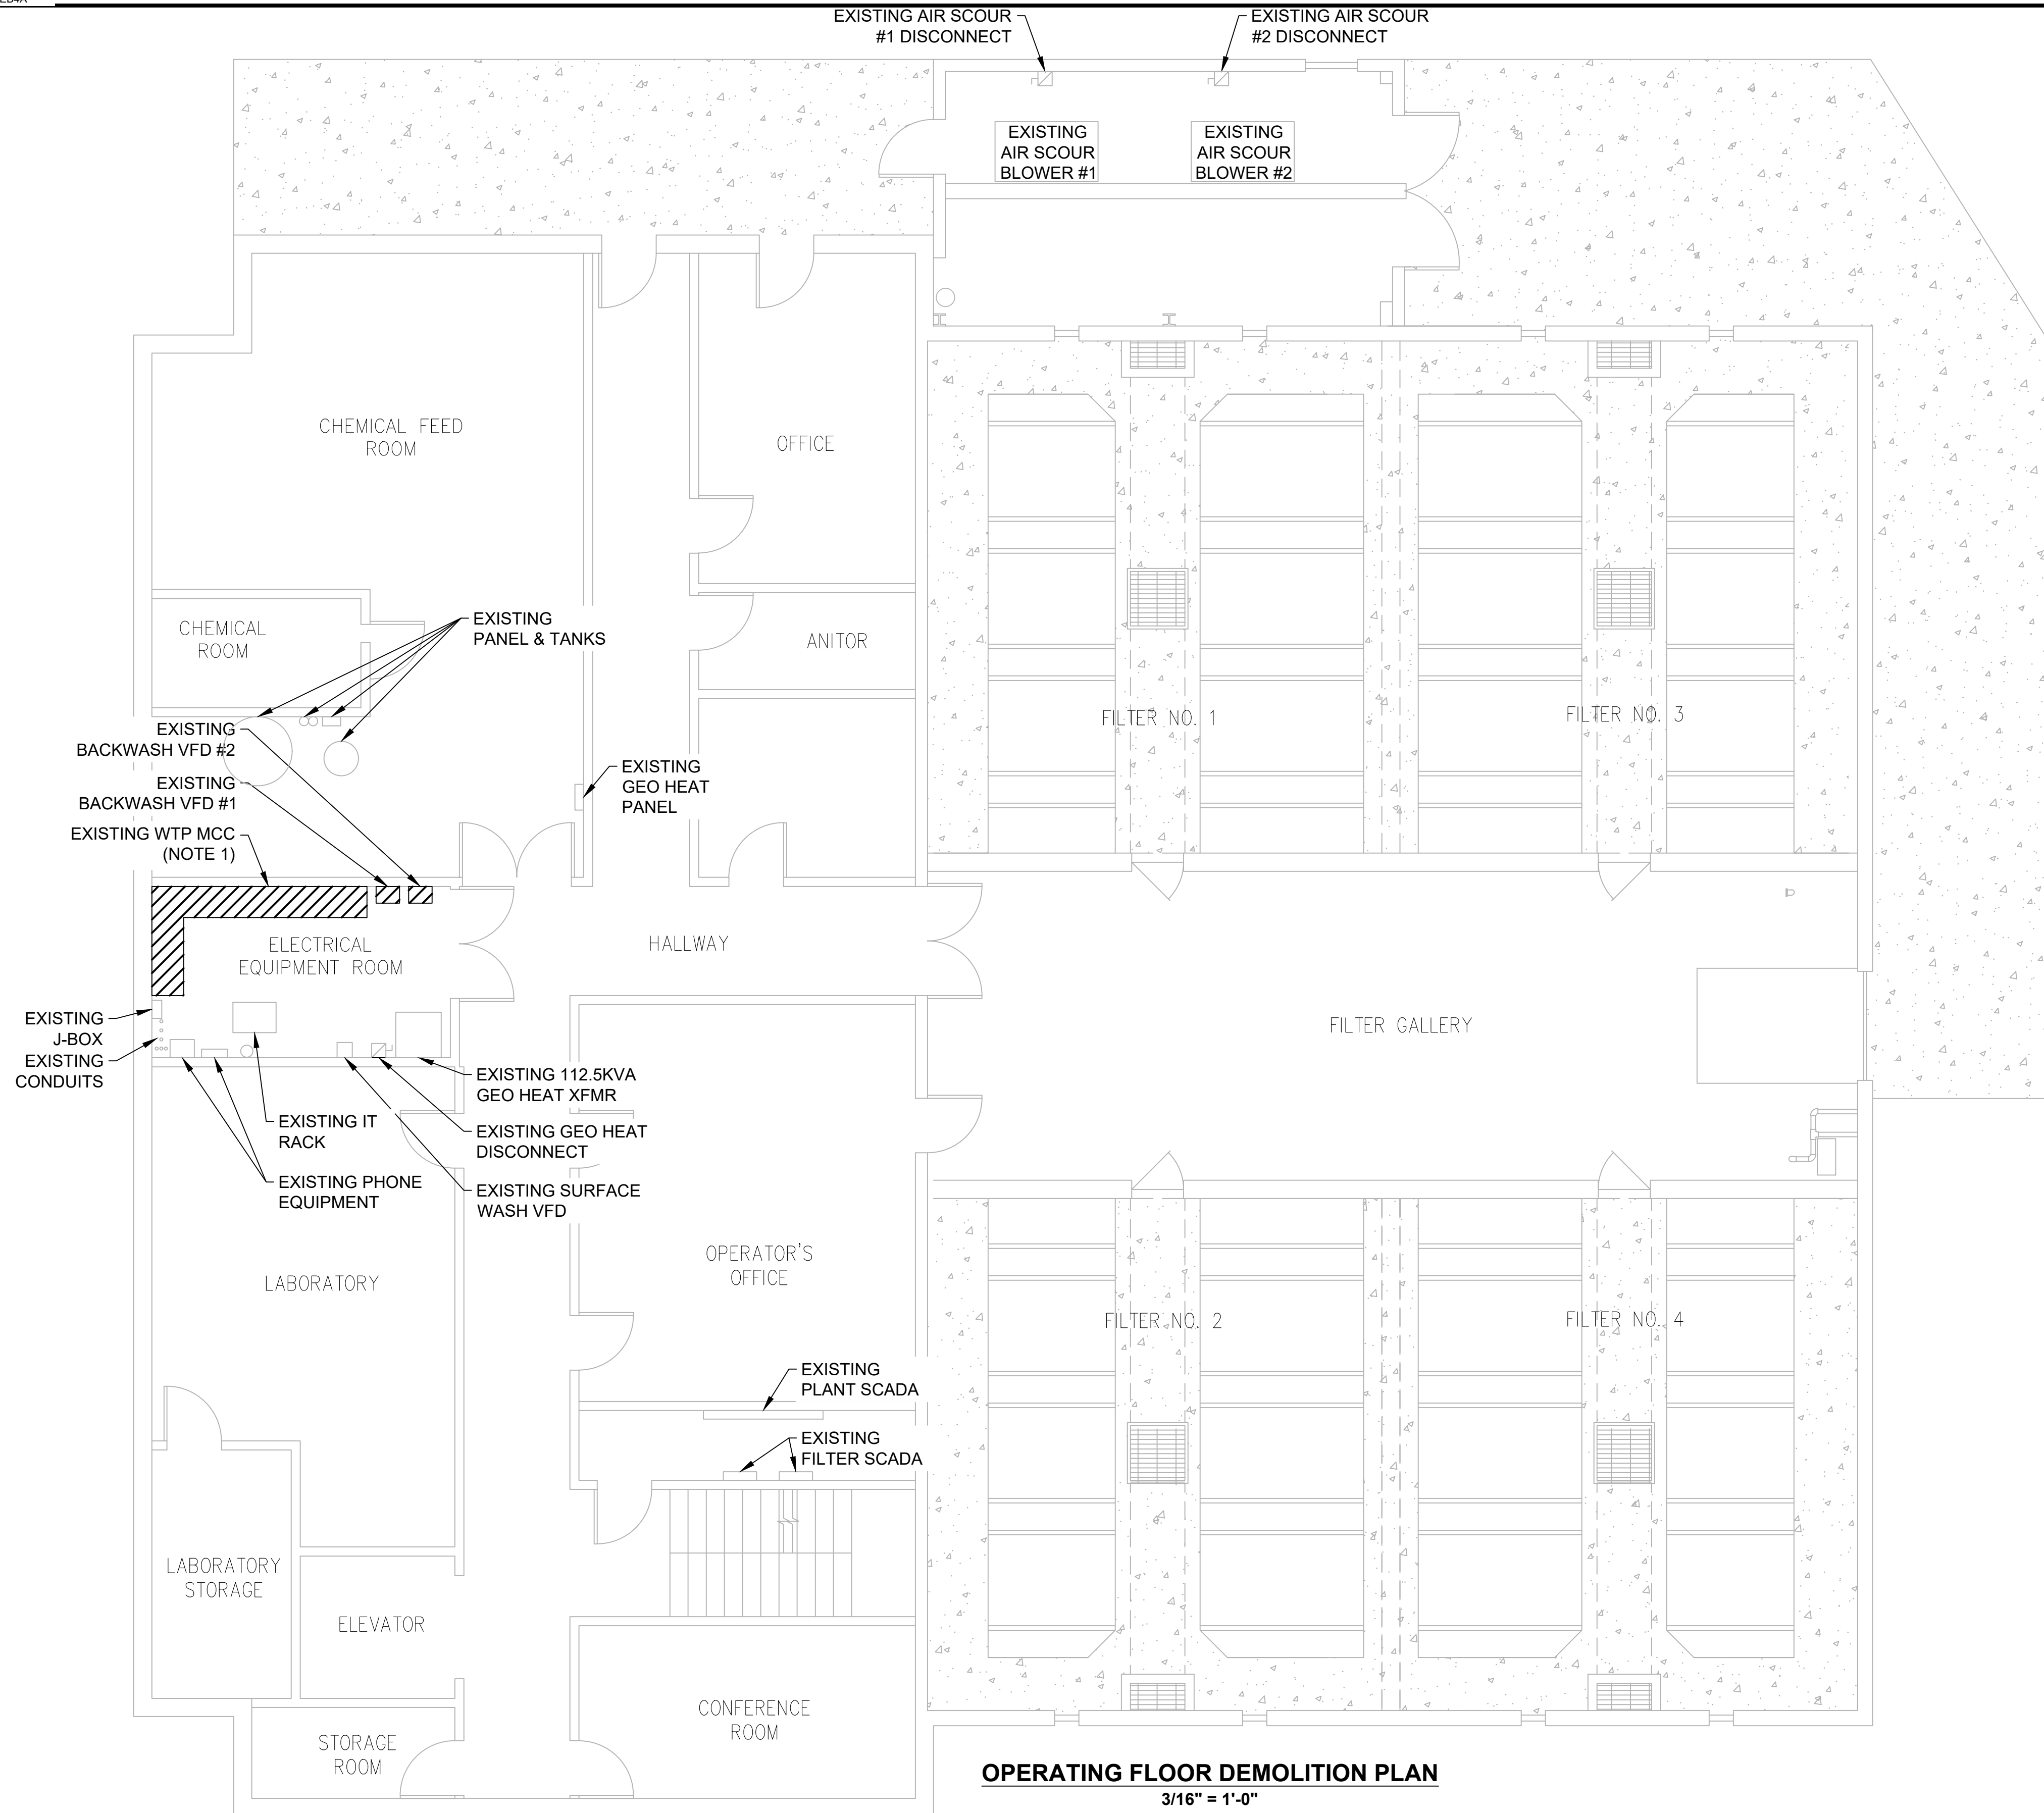 EXISTING AIR SCOUR
#1 DISCONNECT
EXISTING AIR SCOUR
#2 DISCONNECT
EXISTING
AIR SCOUR
BLOWER #1
EXISTING
AIR SCOUR
BLOWER #2
CHEMICAL FEED
ROOM
OFFICE
EXISTING
PANEL & TANKS
CHEMICAL
ROOM
ANITOR
FILTER NO. 1
FILTER NO. 3
EXISTING
BACKWASH VFD #2
EXISTING
BACKWASH VFD #1
EXISTING WTP MCC
(NOTE 1)
EXISTING
GEO HEAT
PANEL
ELECTRICAL
EQUIPMENT ROOM
HALLWAY
EXISTING
J-BOX
EXISTING
CONDUITS
FILTER GALLERY
EXISTING 112.5KVA
GEO HEAT XFMR
EXISTING IT
RACK
EXISTING GEO HEAT
DISCONNECT
EXISTING PHONE
EQUIPMENT
EXISTING SURFACE
WASH VFD
LABORATORY
OPERATOR'S
OFFICE
FILTER NO. 2
FILTER NO. 4
EXISTING
PLANT SCADA
EXISTING
FILTER SCADA
LABORATORY
STORAGE
ELEVATOR
CONFERENCE
ROOM
STORAGE
ROOM
OPERATING FLOOR DEMOLITION PLAN
3/16" = 1'-0"